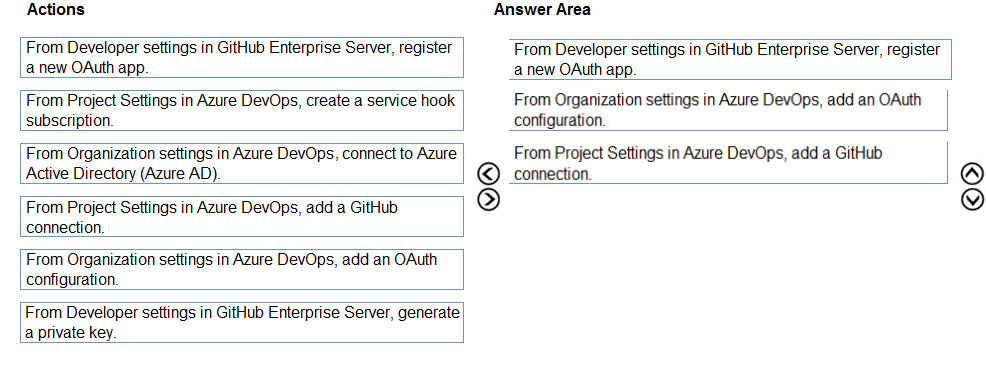 Actions
From Developer settings in GitHub Enterprise Server, register
a new OAuth app.
From Project Settings in Azure DevOps, create a service hook
subscription.
From Organization settings in Azure DevOps, connect to Azure
Active Directory (Azure AD).
From Project Settings in Azure DevOps, add a GitHub
connection.
From Organization settings in Azure DevOps, add an OAuth
configuration.
From Developer settings in GitHub Enterprise Server, generate
a private key.
Answer Area
From Developer settings in GitHub Enterprise Server, register
a new OAuth app.
From Organization settings in Azure DevOps, add an OAuth
configuration.
From Project Settings in Azure DevOps, add a GitHub
connection.